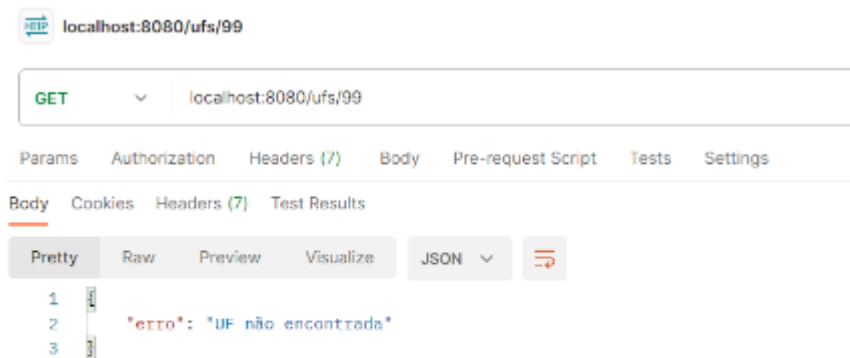 HTTP localhost:8080/ufs/99
GET localhost:8080/ufs/99
Params Authorization Headers (7) Body Pre-request Script Tests Settings
Body Cookies Headers (7) Test Results
Pretty Raw Preview Visualize JSON
1 {
2 "erro": "UF não encontrada"
3 }